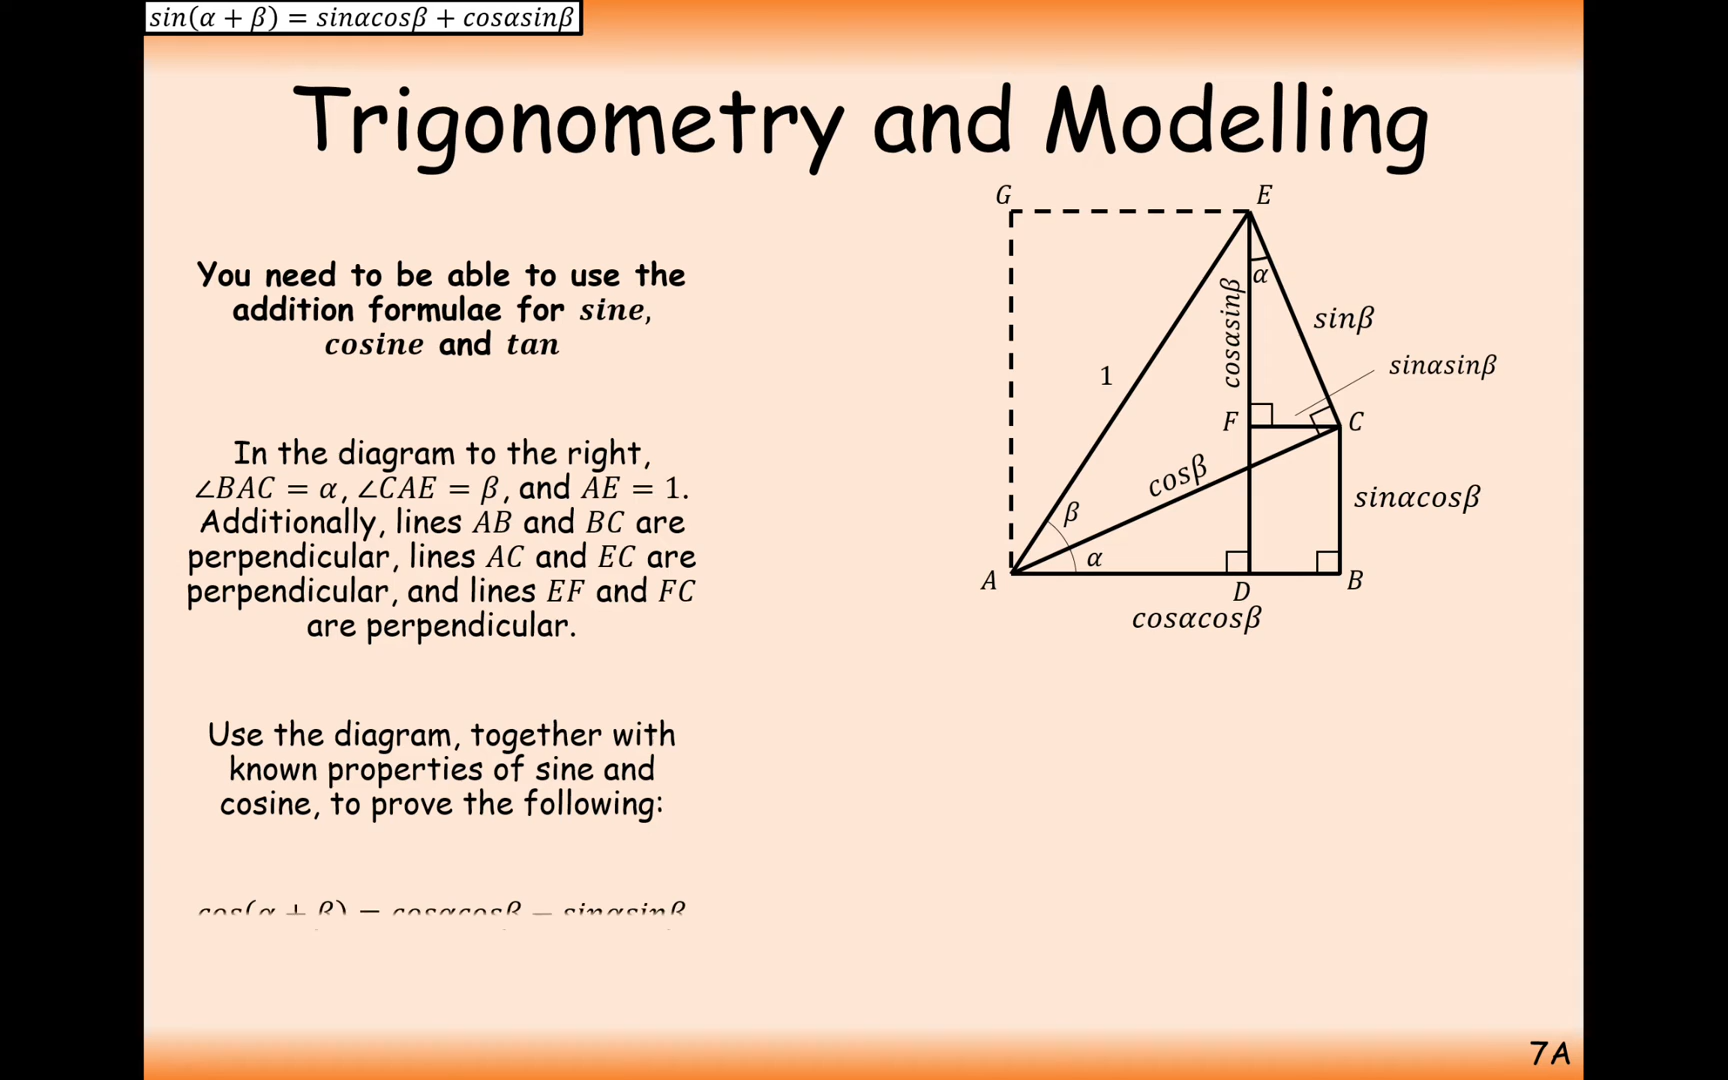 sin(α + β) = sinαcosβ + cosαsinβ
Trigonometry and Modelling
You need to be able to use the
addition formulae for sine,
cosine and tan
In the diagram to the right,
∠BAC = α, ∠CAE = β, and AE = 1.
Additionally, lines AB and BC are
perpendicular, lines AC and EC are
perpendicular, and lines EF and FC
are perpendicular.
Use the diagram, together with
known properties of sine and
cosine, to prove the following:
cos(α + β) = cosαcosβ − sinαsinβ
G
E
α
cosαsinβ
sinβ
sinαsinβ
1
F
C
cosβ
sinαcosβ
β
α
A
D
B
cosαcosβ
7A